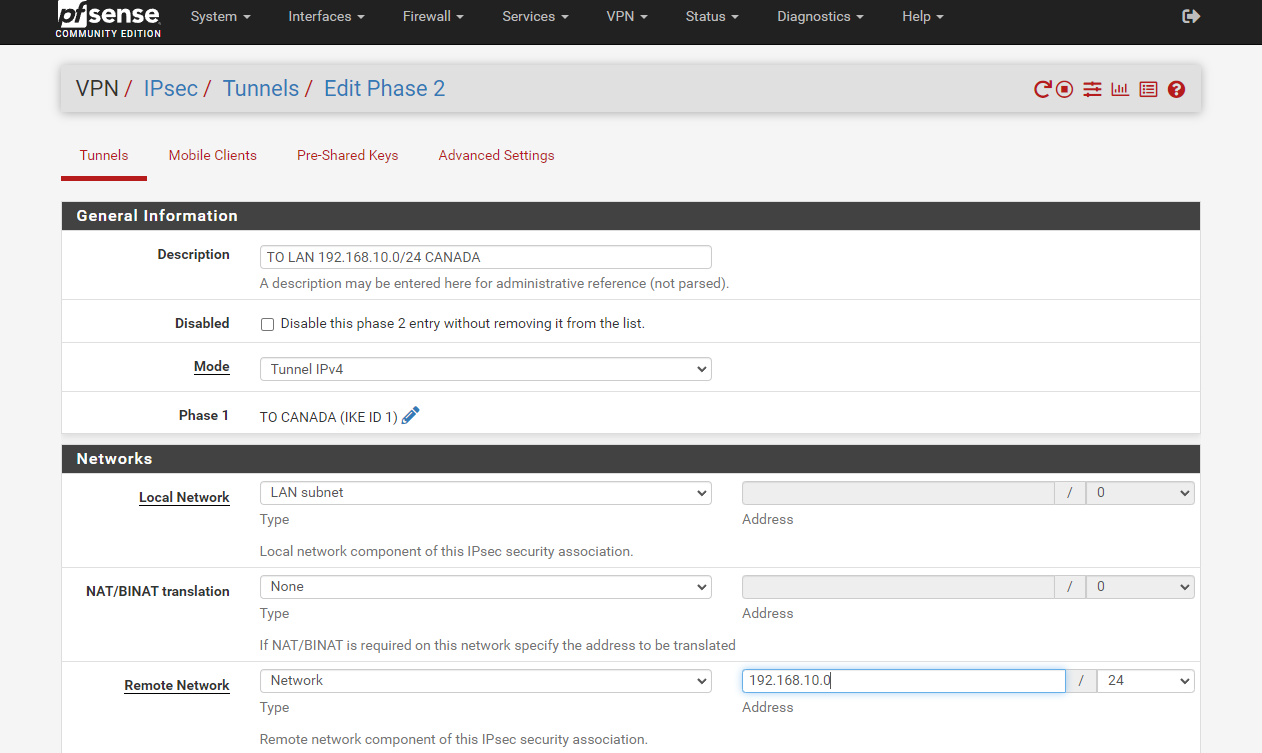 pfsense
COMMUNITY EDITION
System Interfaces Firewall Services VPN Status Diagnostics Help
VPN / IPsec / Tunnels / Edit Phase 2
Tunnels Mobile Clients Pre-Shared Keys Advanced Settings
General Information
Description TO LAN 192.168.10.0/24 CANADA
A description may be entered here for administrative reference (not parsed).
Disabled Disable this phase 2 entry without removing it from the list.
Mode Tunnel IPv4
Phase 1 TO CANADA (IKE ID 1)
Networks
Local Network LAN subnet / 0
Type Address
Local network component of this IPsec security association.
NAT/BINAT translation None / 0
Type Address
If NAT/BINAT is required on this network specify the address to be translated
Remote Network Network 192.168.10.0 / 24
Type Address
Remote network component of this IPsec security association.